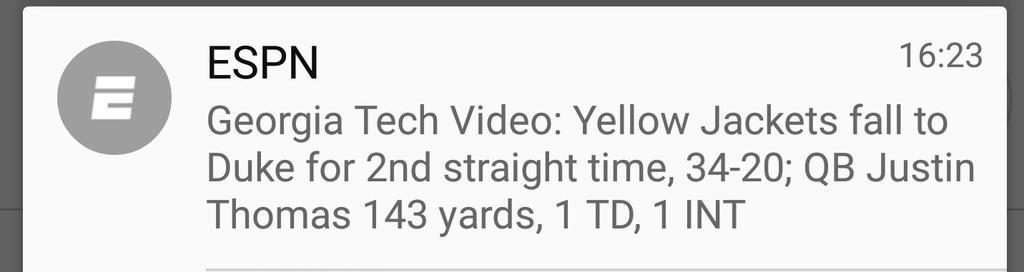 ESPN
16:23
Georgia Tech Video: Yellow Jackets fall to
Duke for 2nd straight time, 34-20; QB Justin
Thomas 143 yards, 1 TD, 1 INT